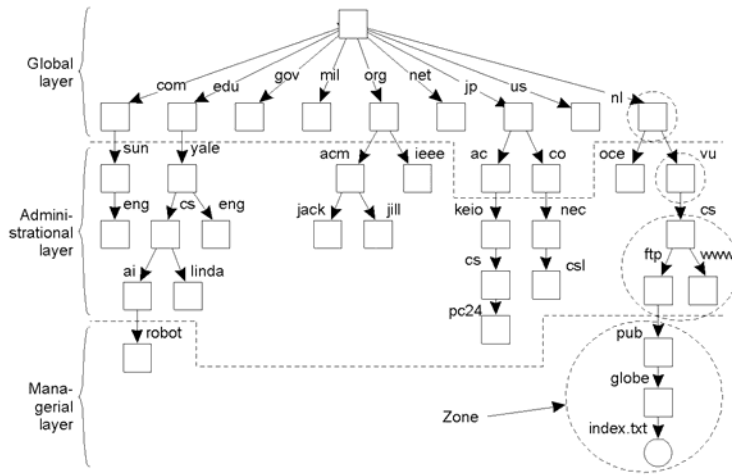 Global
layer
com
edu
gov
mil
org
net
jp
us
nl
sun
yale
acm
ieee
ac
co
oce
vu
Admini-
strational
layer
eng
cs
eng
jack
jill
keio
nec
cs
ai
linda
cs
csl
ftp
www
pc24
robot
pub
Mana-
gerial
layer
globe
Zone
index.txt